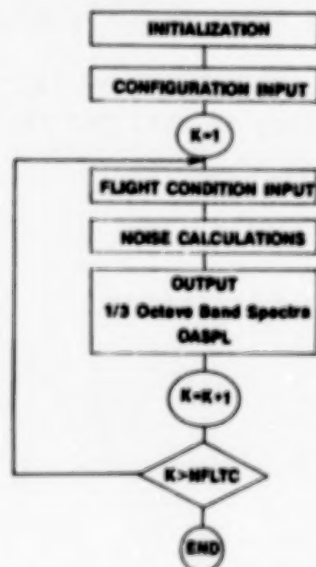 INITIALIZATION
CONFIGURATION INPUT
K=1
FLIGHT CONDITION INPUT
NOISE CALCULATIONS
OUTPUT
1/3 Octave Band Spectra
OASPL
K=K+1
K>NFLTC
END